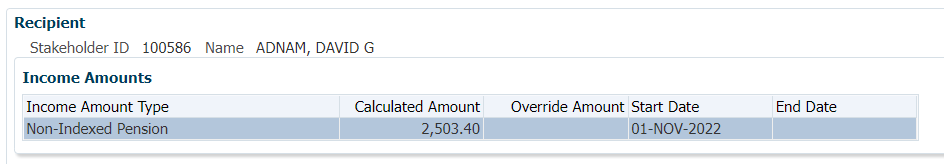 Recipient
Stakeholder ID 100586 Name ADNAM, DAVID G
Income Amounts
Income Amount Type Calculated Amount Override Amount Start Date End Date
Non-Indexed Pension 2,503.40 01-NOV-2022